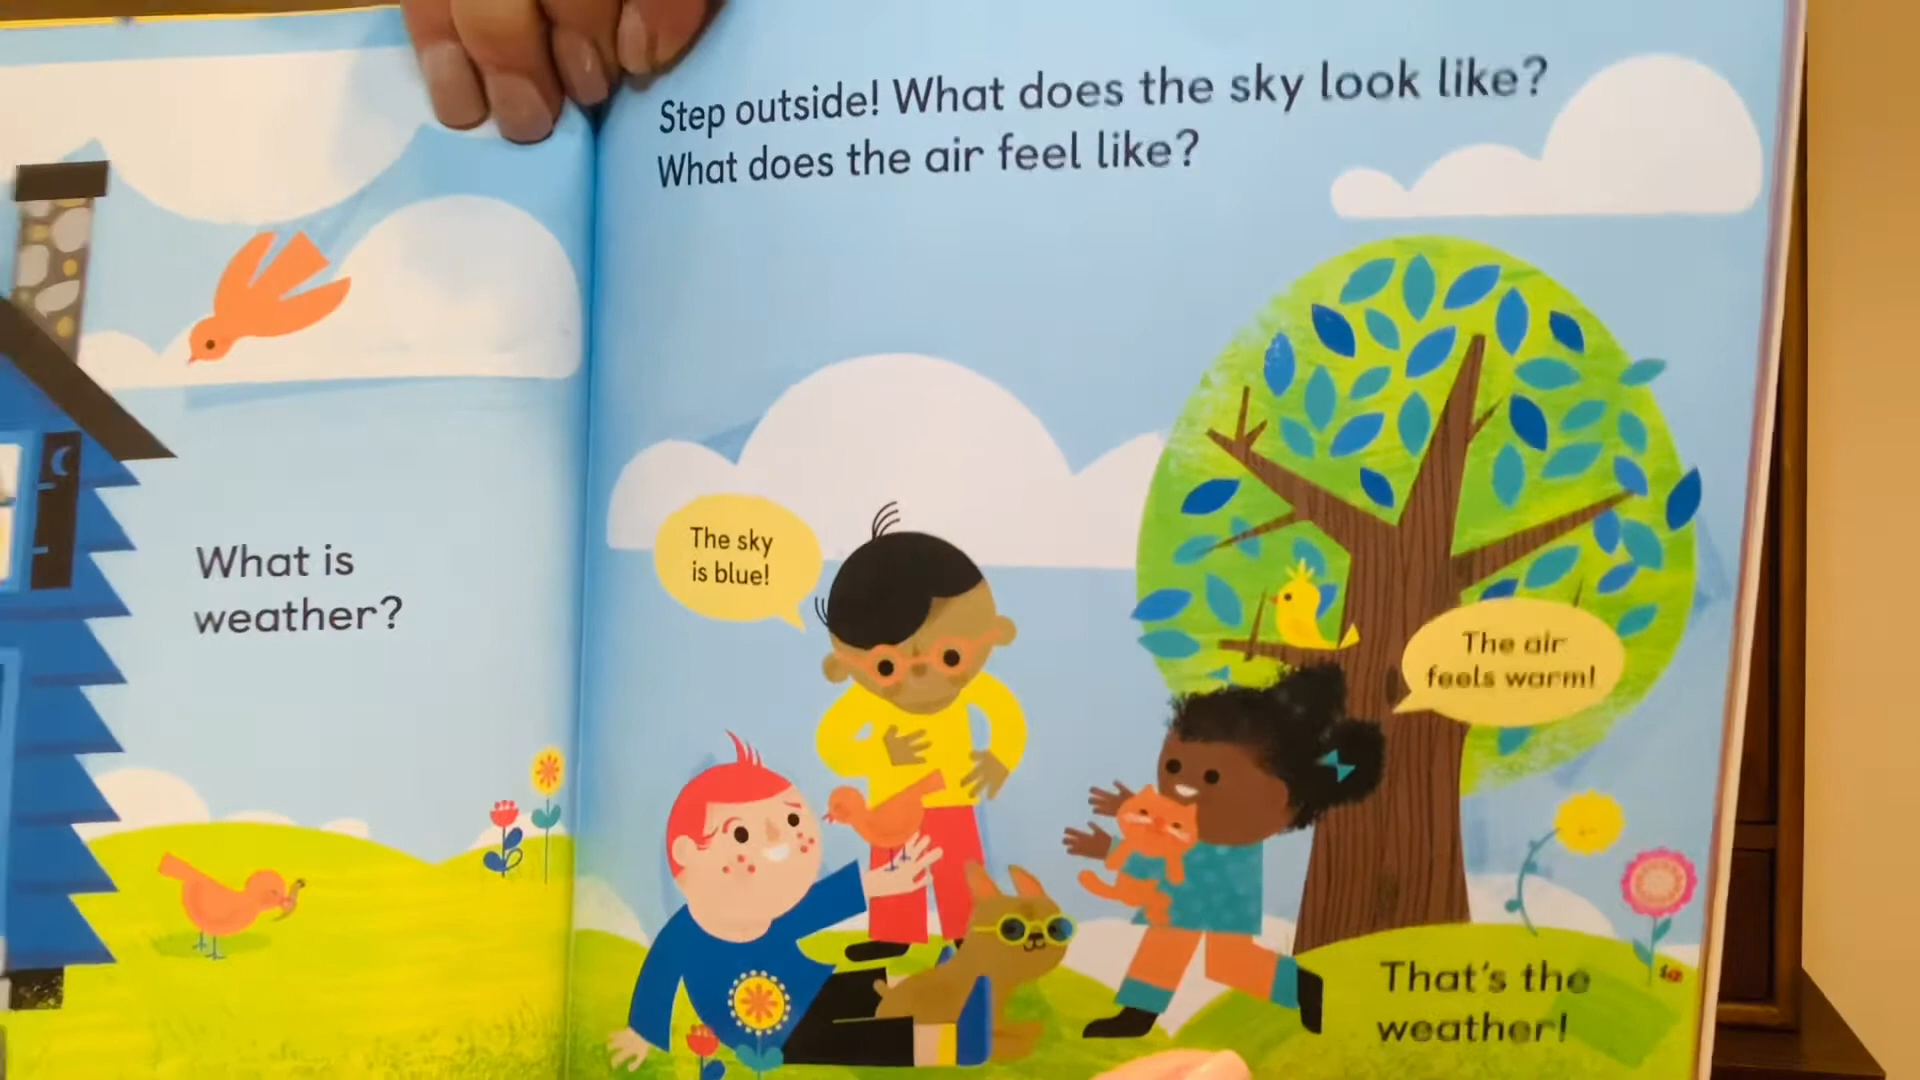 What is
weather?
Step outside! What does the sky look like?
What does the air feel like?
The sky
is blue!
The air
feels warm!
That's the
weather!